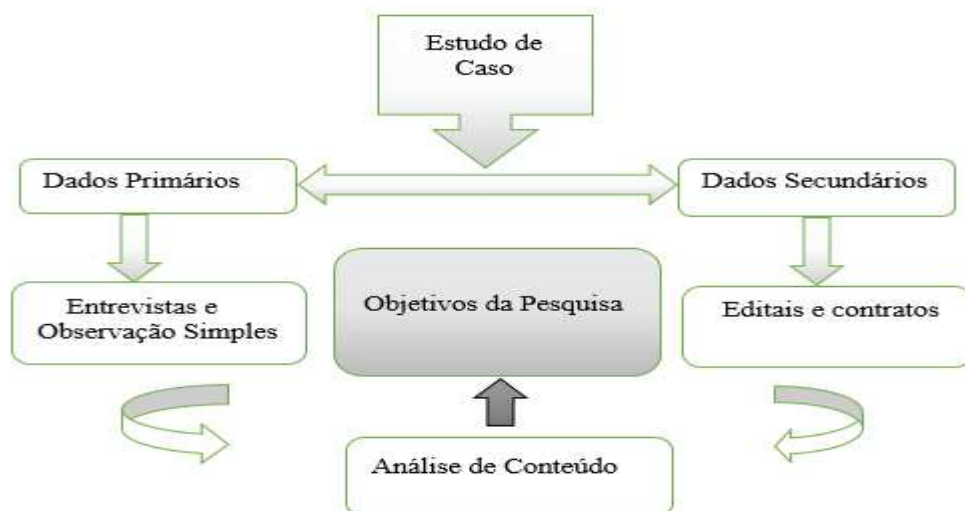 Estudo de
Caso
Dados Primários
Dados Secundários
Entrevistas e
Observação Simples
Objetivos da Pesquisa
Editais e contratos
Análise de Conteúdo